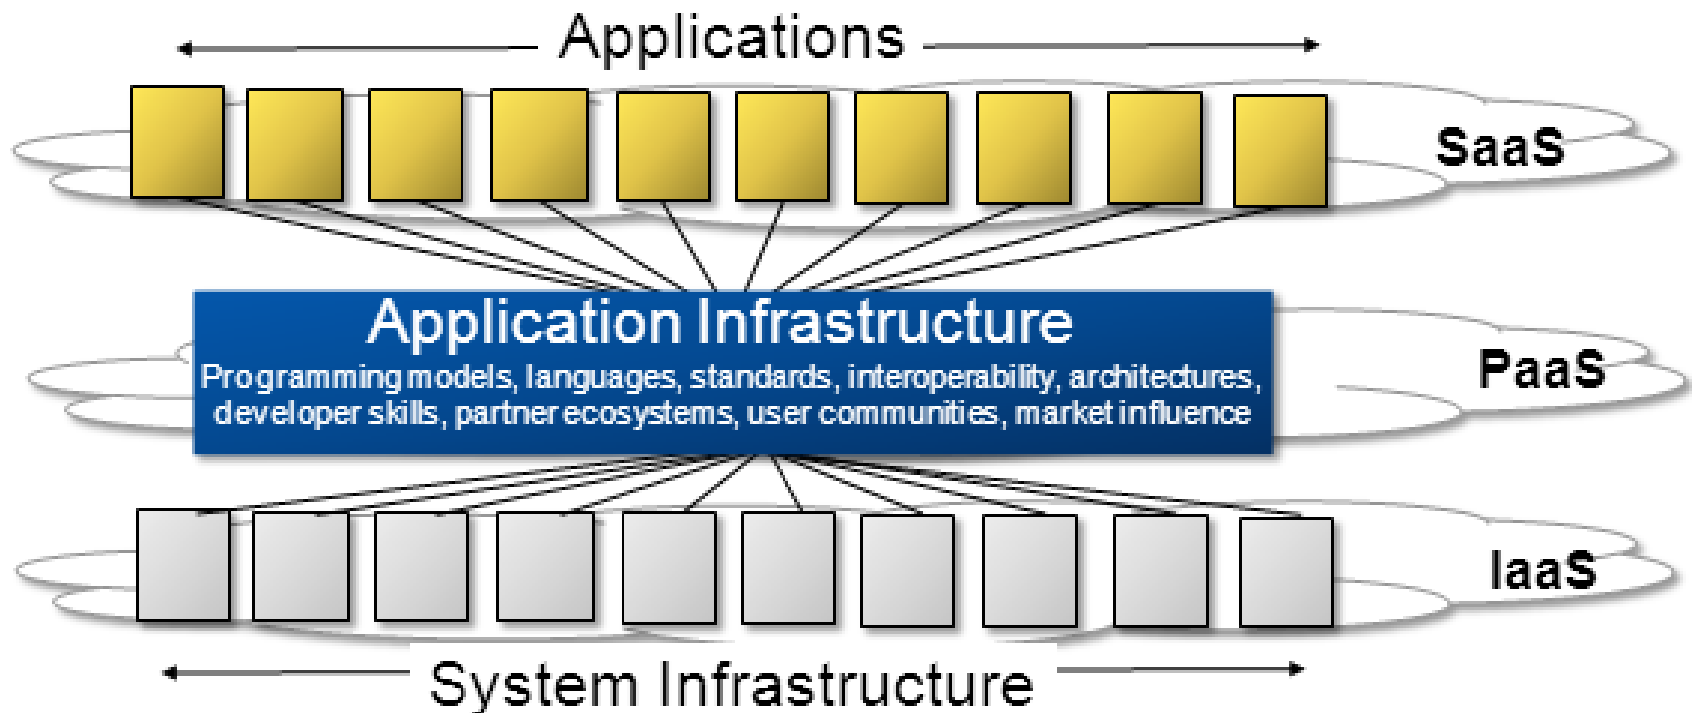 Applications
SaaS
Application Infrastructure
Programming models, languages, standards, interoperability, architectures,
developer skills, partner ecosystems, user communities, market influence
PaaS
IaaS
System Infrastructure